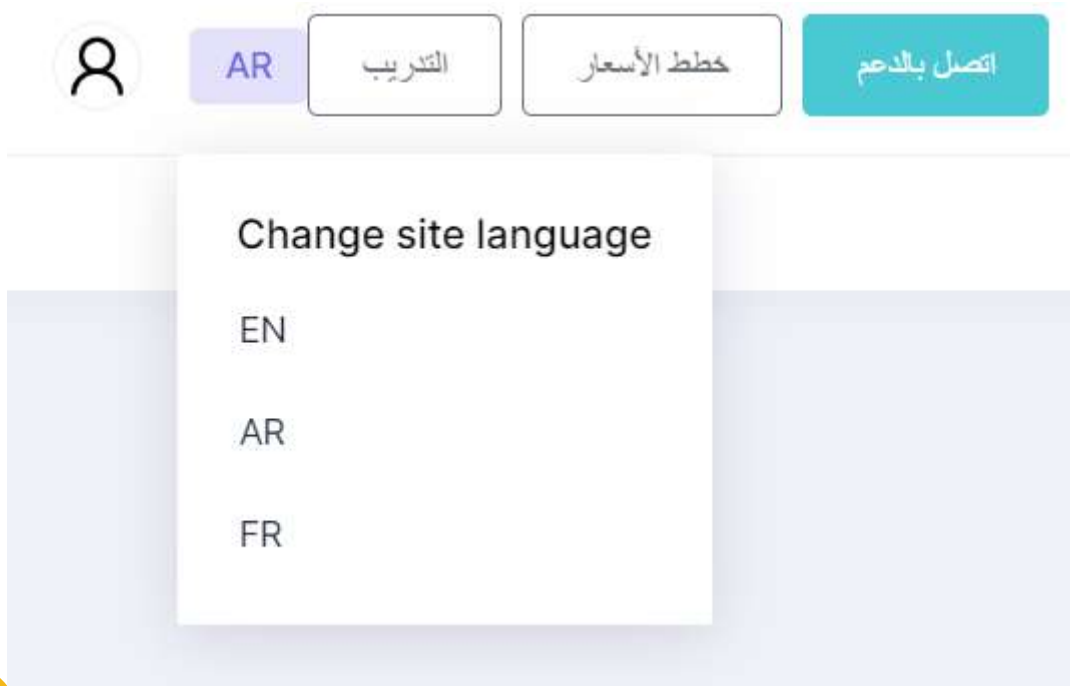 اتصل بالدعم
خطط الأسعار
التدريب
AR
Change site language
EN
AR
FR